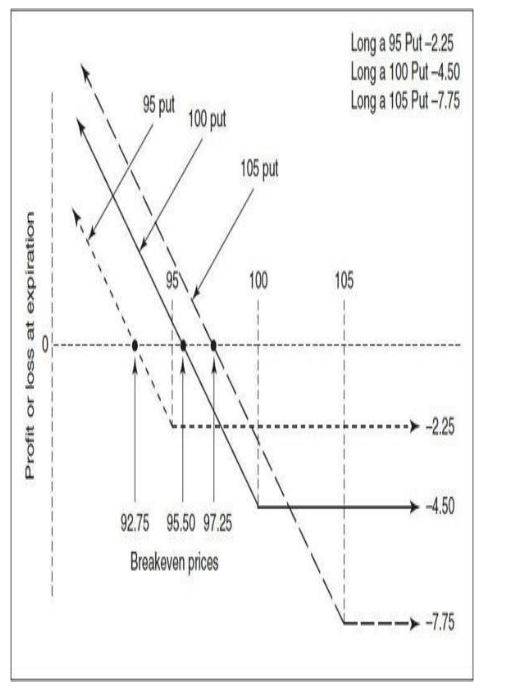 Long a 95 Put –2.25
Long a 100 Put –4.50
Long a 105 Put –7.75
95 put
100 put
105 put
95
100
105
Profit or loss at expiration
0
–2.25
–4.50
92.75 95.50 97.25
Breakeven prices
–7.75